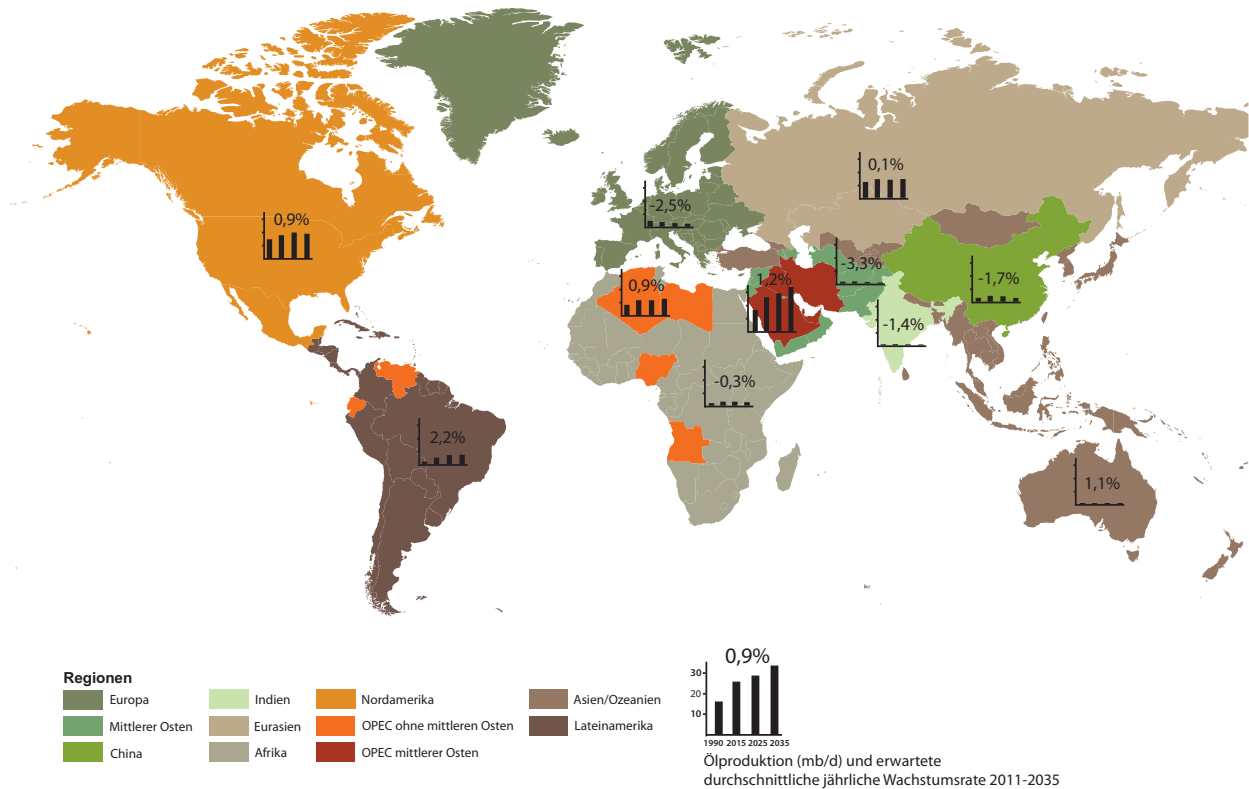 0,1%
-2,5%
0,9%
-3,3%
-1,7%
0,9%
1,2%
-1,4%
-0,3%
2,2%
1,1%
Regionen
Europa
Mittlerer Osten
China
Indien
Eurasien
Afrika
Nordamerika
OPEC ohne mittleren Osten
OPEC mittlerer Osten
Asien/Ozeanien
Lateinamerika
0,9%
30
20
10
1990 2015 2025 2035
Ölproduktion (mb/d) und erwartete
durchschnittliche jährliche Wachstumsrate 2011-2035